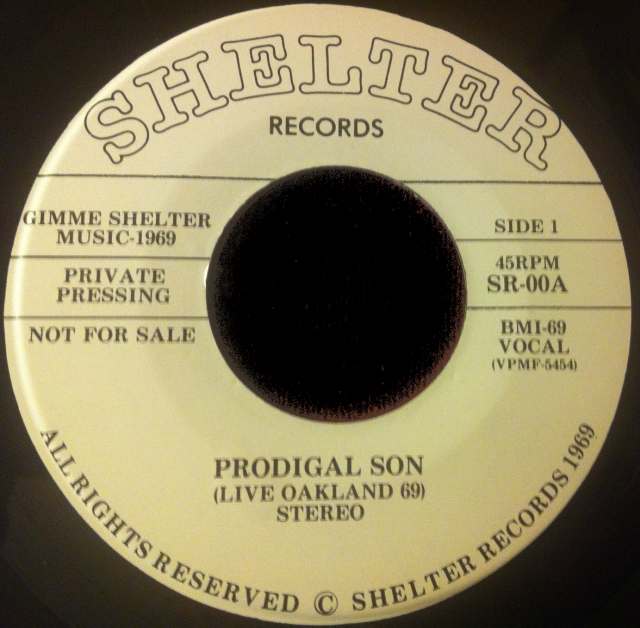 SHELTER
RECORDS
GIMME SHELTER
MUSIC-1969
PRIVATE
PRESSING
NOT FOR SALE
SIDE 1
45RPM
SR-00A
BMI-69
VOCAL
(VPMF-5454)
PRODIGAL SON
(LIVE OAKLAND 69)
STEREO
ALL RIGHTS RESERVED © SHELTER RECORDS 1969